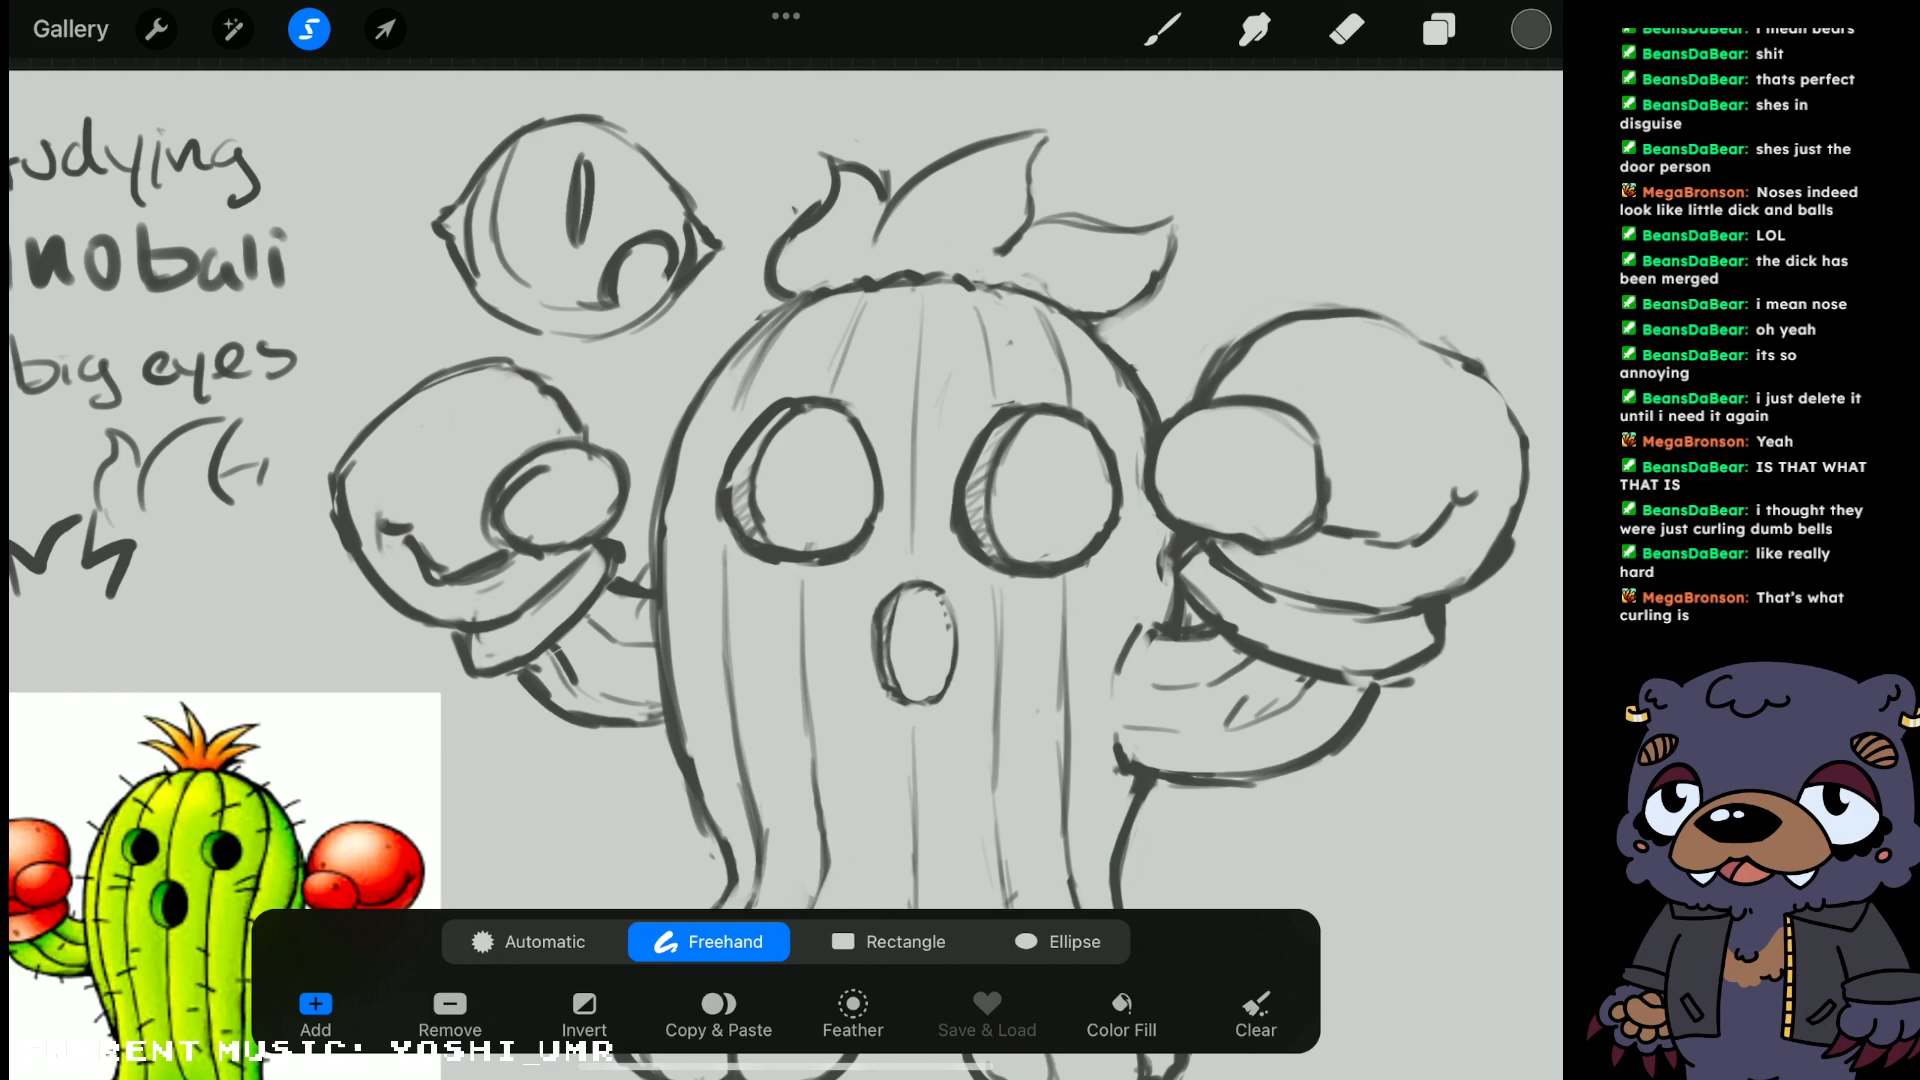 Gallery
BeansDaBear: i mean bears
BeansDaBear: shit
BeansDaBear: thats perfect
BeansDaBear: shes in
disguise
BeansDaBear: shes just the
door person
MegaBronson: Noses indeed
look like little dick and balls
BeansDaBear: LOL
BeansDaBear: the dick has
been merged
BeansDaBear: i mean nose
BeansDaBear: oh yeah
BeansDaBear: its so
annoying
BeansDaBear: i just delete it
until i need it again
MegaBronson: Yeah
BeansDaBear: IS THAT WHAT
THAT IS
BeansDaBear: i thought they
were just curling dumb bells
BeansDaBear: like really
hard
MegaBronson: That's what
curling is
udying
nobali
big eyes
Automatic
Freehand
Rectangle
Ellipse
Add
Remove
Invert
Copy & Paste
Feather
Save & Load
Color Fill
Clear
RENT MUSIC: YOSHI_UMR